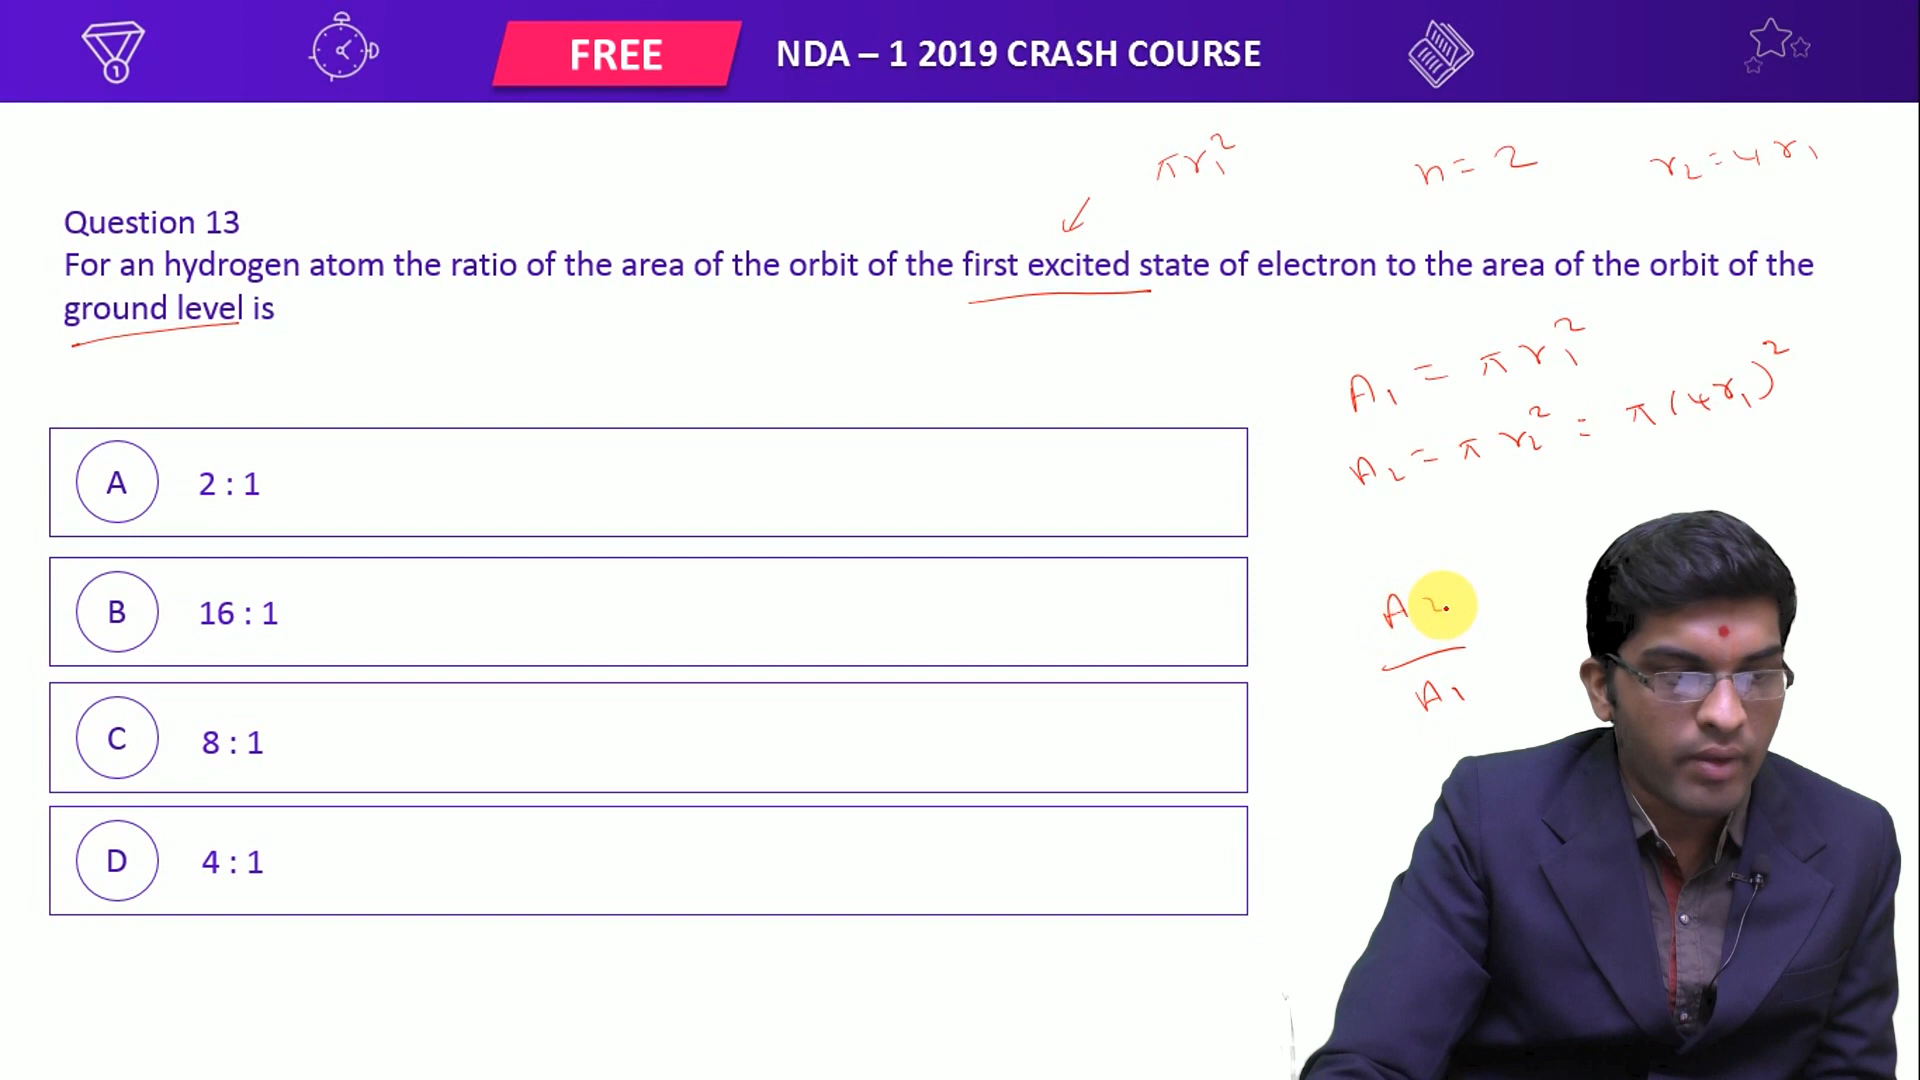 FREE
NDA – 1 2019 CRASH COURSE
1
πr₁²
n = 2
r₂ = 4r₁
Question 13
For an hydrogen atom the ratio of the area of the orbit of the first excited state of electron to the area of the orbit of the
ground level is
A₁ = πr₁²
A₂ = πr₂² = π(4r₁)²
A 2 : 1
B 16 : 1
C 8 : 1
D 4 : 1
A₂
A₁